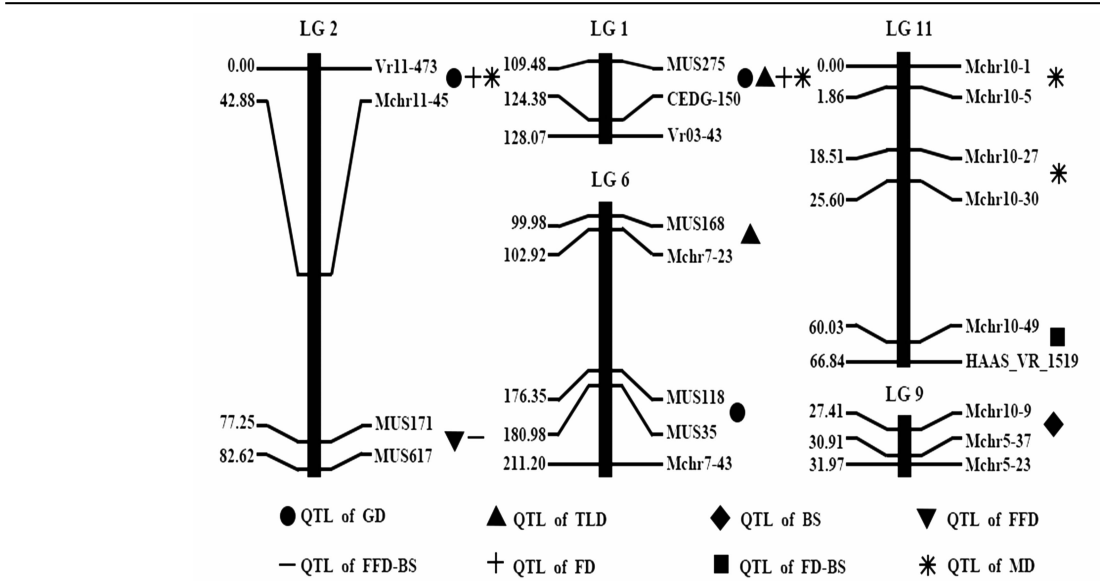 LG 2
0.00 Vr11-473
42.88 Mchr11-45
77.25 MUS171
82.62 MUS617
LG 1
109.48 MUS275
124.38 CEDG-150
128.07 Vr03-43
LG 6
99.98 MUS168
102.92 Mchr7-23
176.35 MUS118
180.98 MUS35
211.20 Mchr7-43
LG 11
0.00 Mchr10-1
1.86 Mchr10-5
18.51 Mchr10-27
25.60 Mchr10-30
60.03 Mchr10-49
66.84 HAAS_VR_1519
LG 9
27.41 Mchr10-9
30.91 Mchr5-37
31.97 Mchr5-23
QTL of GD QTL of TLD QTL of BS QTL of FFD
QTL of FFD-BS QTL of FD QTL of FD-BS QTL of MD